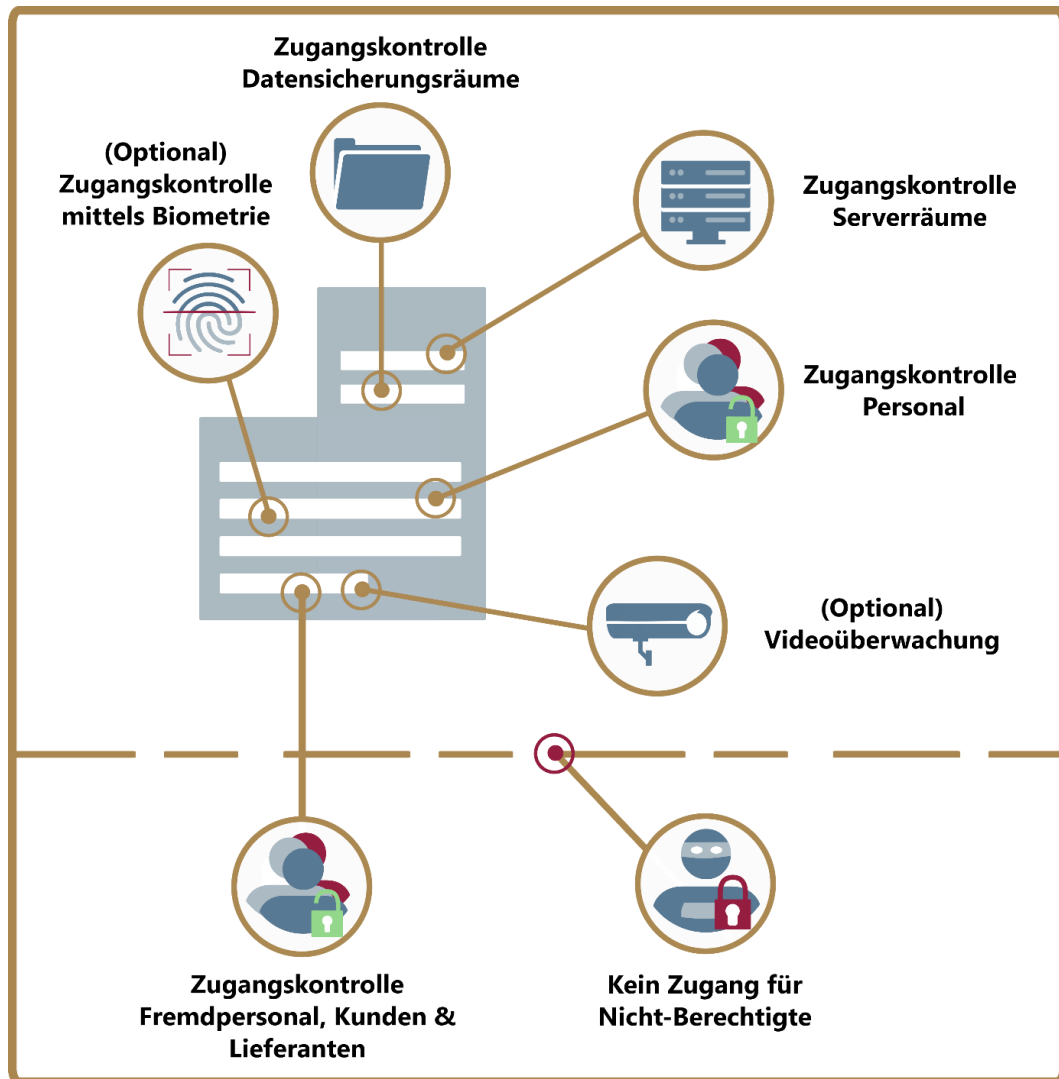 Zugangskontrolle
Datensicherungsräume
(Optional)
Zugangskontrolle
mittels Biometrie
Zugangskontrolle
Serverräume
Zugangskontrolle
Personal
(Optional)
Videoüberwachung
Zugangskontrolle
Fremdpersonal, Kunden &
Lieferanten
Kein Zugang für
Nicht-Berechtigte